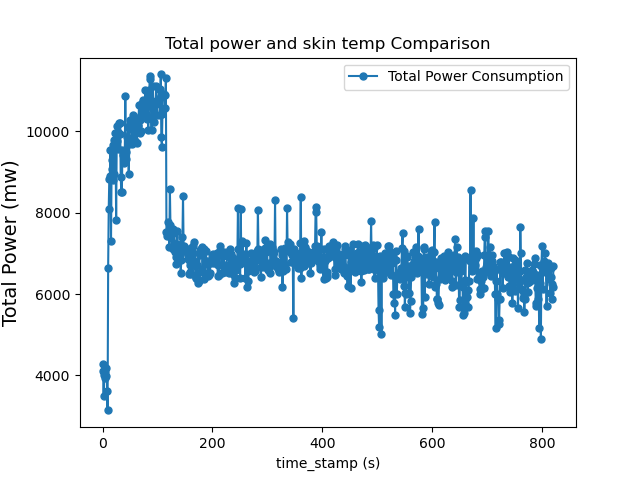 Total power and skin temp Comparison
Total Power Consumption
Total Power (mw)
10000
8000
6000
4000
0 200 400 600 800
time_stamp (s)